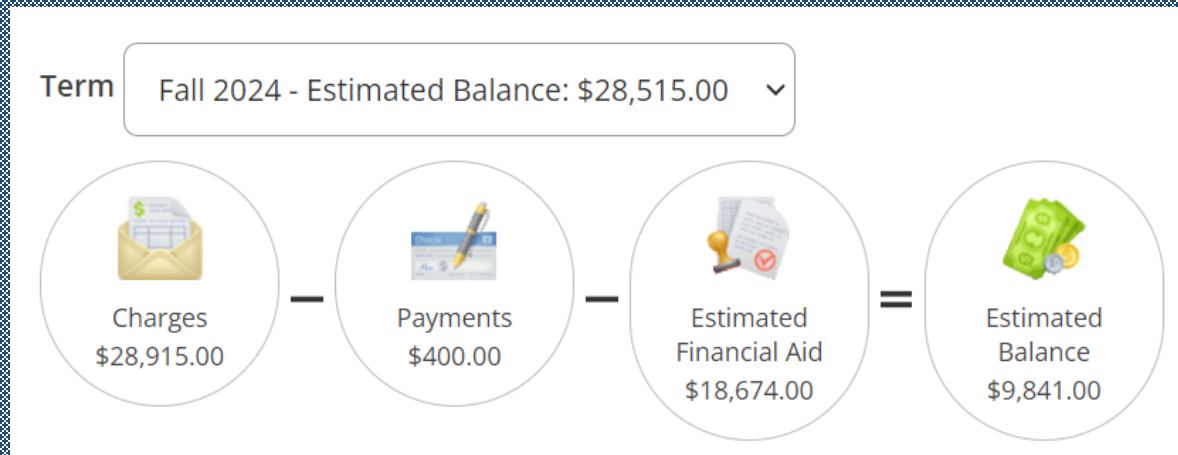 Term
Fall 2024 - Estimated Balance: $28,515.00
$
Check
$
Charges
$28,915.00
Payments
$400.00
Estimated
Financial Aid
$18,674.00
Estimated
Balance
$9,841.00